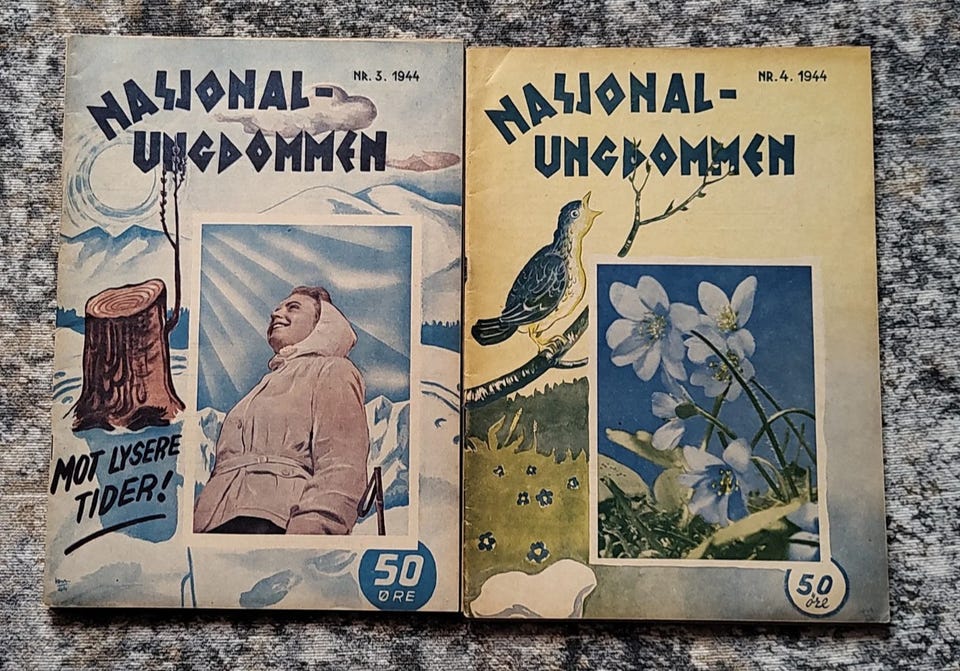 NASJONAL-
UNGDOMMEN
NR. 3. 1944
MOT LYSERE
TIDER!
50
ØRE
NASJONAL-
UNGDOMMEN
NR. 4. 1944
50
øre